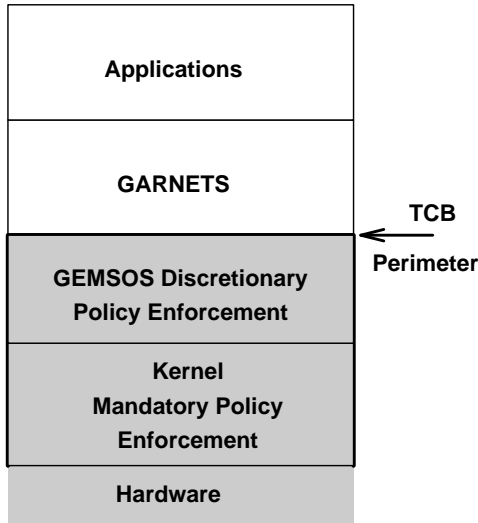 Applications
GARNETS
TCB
Perimeter
GEMSOS Discretionary
Policy Enforcement
Kernel
Mandatory Policy
Enforcement
Hardware